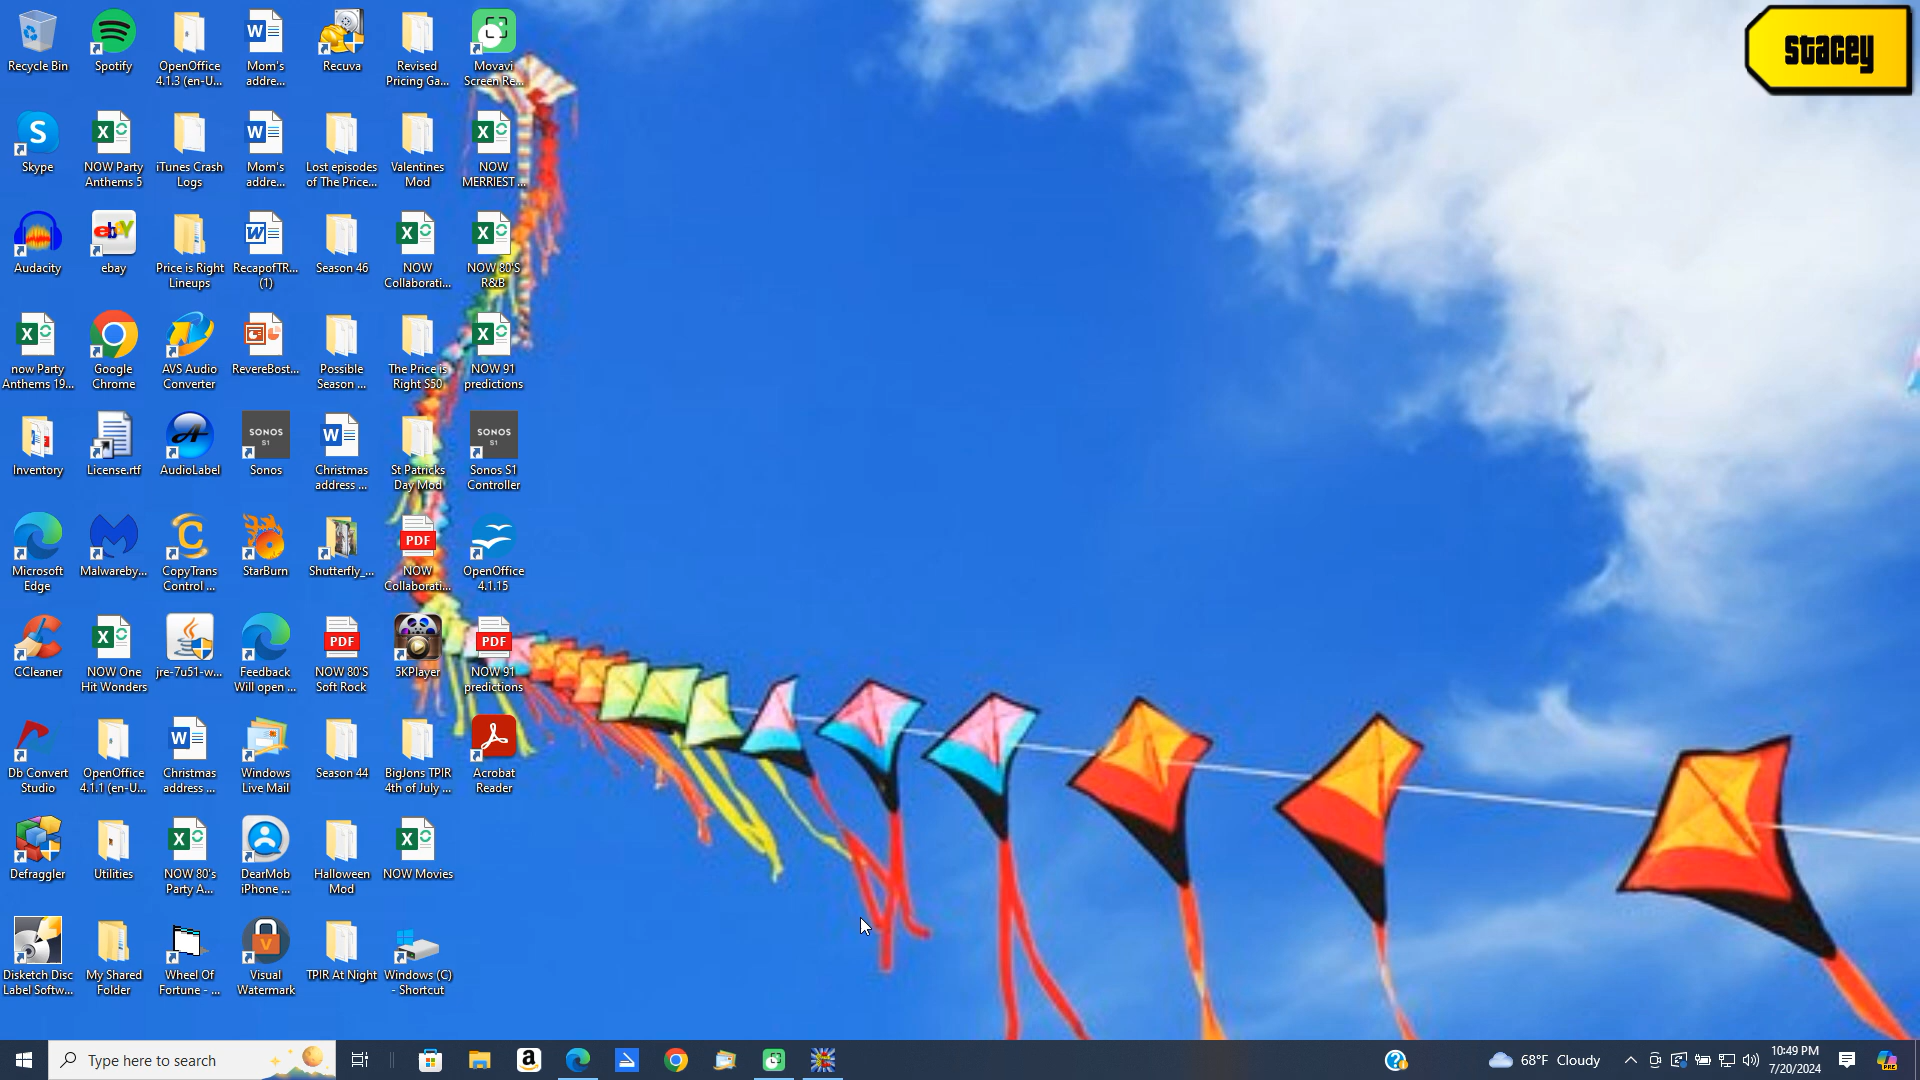 Recycle Bin
Spotify
OpenOffice
4.1.3 (en-U...
Mom's
addre...
Recuva
Revised
Pricing Ga...
Movavi
Screen Re...
stacey
Skype
NOW Party
Anthems 5
iTunes Crash
Logs
Mom's
addre...
Lost episodes
of The Price...
Valentines
Mod
NOW
MERRIEST ...
Audacity
ebay
Price is Right
Lineups
RecapofTR...
(1)
Season 46
NOW
Collaborati...
NOW 80'S
R&B
now Party
Anthems 19...
Google
Chrome
AVS Audio
Converter
RevereBost...
Possible
Season ...
The Price is
Right S50
NOW 91
predictions
Inventory
License.rtf
AudioLabel
SONOS
S1
Sonos
Christmas
address ...
St Patricks
Day Mod
SONOS
S1
Sonos S1
Controller
Microsoft
Edge
Malwareby...
CopyTrans
Control ...
StarBurn
Shutterfly_...
PDF
NOW
Collaborati...
OpenOffice
4.1.15
CCleaner
NOW One
Hit Wonders
jre-7u51-w...
Feedback
Will open ...
PDF
NOW 80'S
Soft Rock
5KPlayer
PDF
NOW 91
predictions
Db Convert
Studio
OpenOffice
4.1.1 (en-U...
Christmas
address ...
Windows
Live Mail
Season 44
BigJons TPIR
4th of July ...
Acrobat
Reader
Defraggler
Utilities
NOW 80's
Party A...
DearMob
iPhone ...
Halloween
Mod
NOW Movies
Disketch Disc
Label Softw...
My Shared
Folder
Wheel Of
Fortune - ...
Visual
Watermark
TPIR At Night
Windows (C)
- Shortcut
Type here to search
68°F Cloudy
10:49 PM
7/20/2024